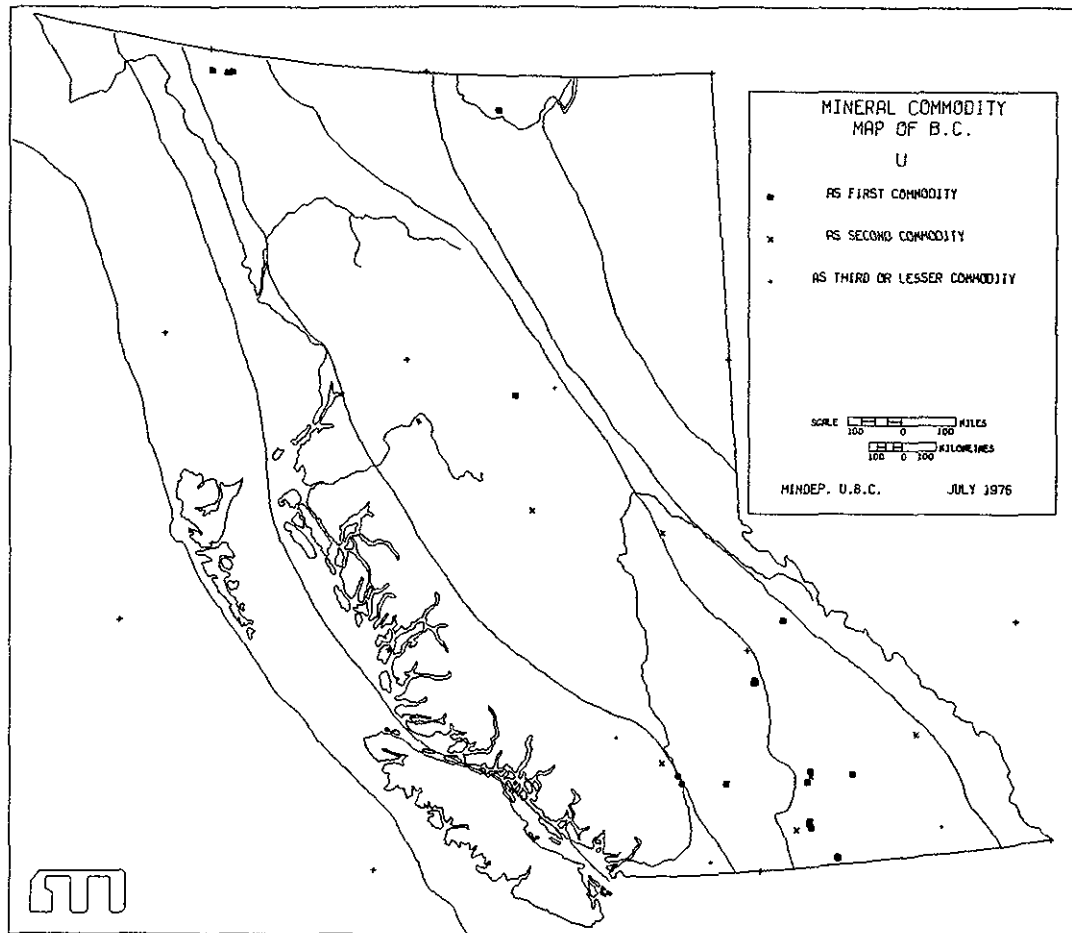 MINERAL COMMODITY
MAP OF B.C.
U
AS FIRST COMMODITY
AS SECOND COMMODITY
AS THIRD OR LESSER COMMODITY
SCALE 100 0 100 MILES
100 0 100 KILOMETRES
MINDEP. U.B.C. JULY 1976